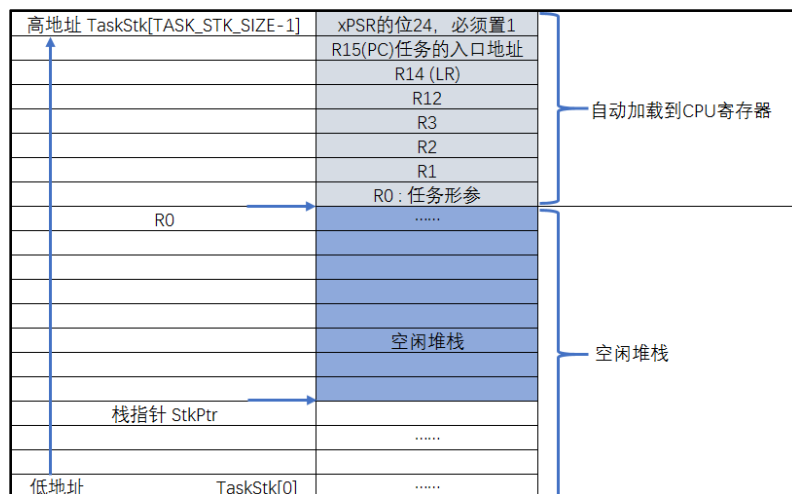 高地址 TaskStk[TASK_STK_SIZE-1]
xPSR的位24，必须置1
R15(PC)任务的入口地址
R14 (LR)
R12
R3
R2
R1
R0 : 任务形参
自动加载到CPU寄存器
R0
......
空闲堆栈
空闲堆栈
栈指针 StkPtr
......
低地址 TaskStk[0]
......